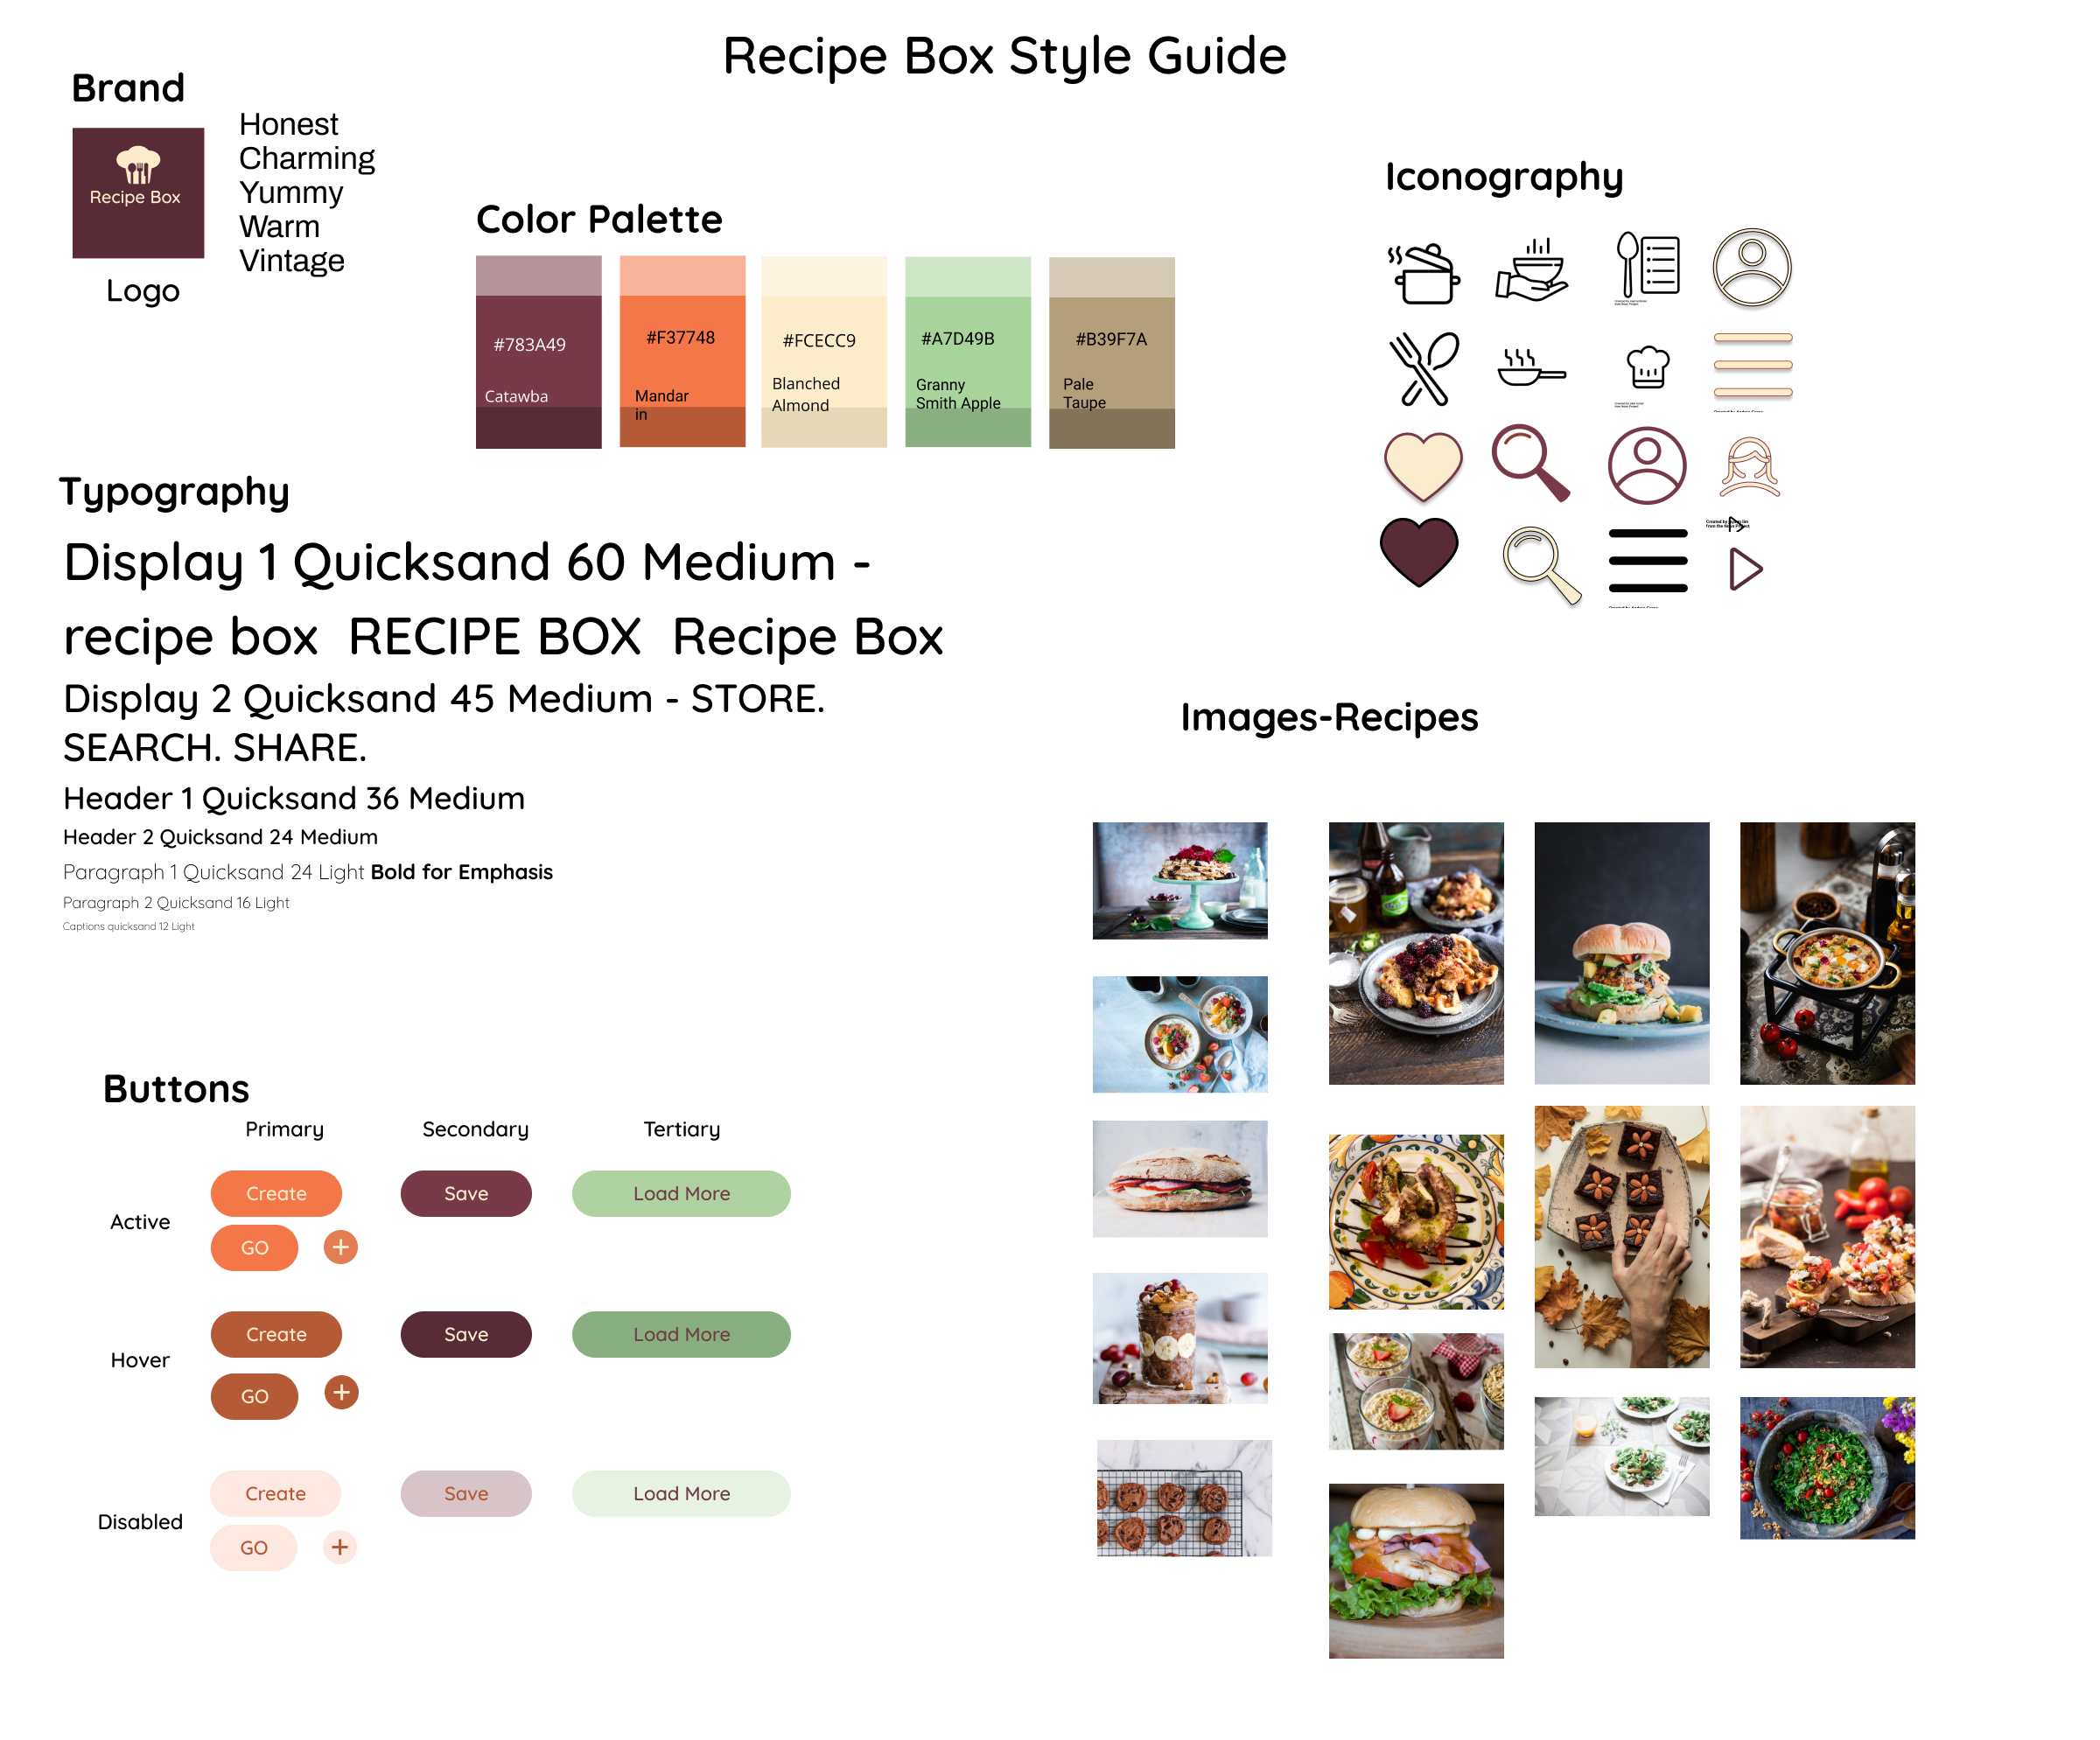 Recipe Box Style Guide
Brand
Recipe Box
Logo
Honest
Charming
Yummy
Warm
Vintage
Color Palette
#783A49
Catawba
#F37748
Mandar
in
#FCECC9
Blanched
Almond
#A7D49B
Granny
Smith Apple
#B39F7A
Pale
Taupe
Iconography
Typography
Display 1 Quicksand 60 Medium -
recipe box RECIPE BOX Recipe Box
Display 2 Quicksand 45 Medium - STORE.
SEARCH. SHARE.
Header 1 Quicksand 36 Medium
Header 2 Quicksand 24 Medium
Paragraph 1 Quicksand 24 Light Bold for Emphasis
Paragraph 2 Quicksand 16 Light
Captions quicksand 12 Light
Images-Recipes
Buttons
Primary
Secondary
Tertiary
Active
Create
Save
Load More
GO
Hover
Create
Save
Load More
GO
Disabled
Create
Save
Load More
GO